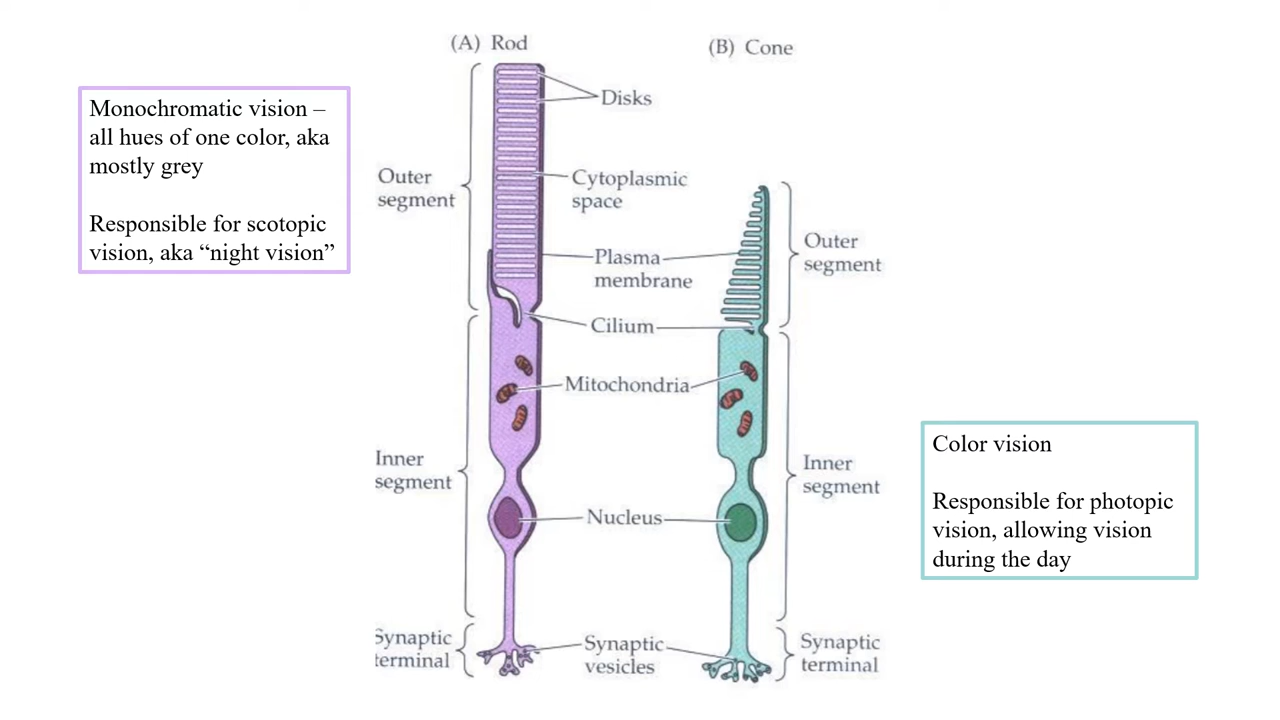 (A) Rod
(B) Cone
Monochromatic vision –
all hues of one color, aka
mostly grey
Responsible for scotopic
vision, aka “night vision”
Disks
Outer
segment
Cytoplasmic
space
Plasma
membrane
Outer
segment
Cilium
Mitochondria
Inner
segment
Inner
segment
Nucleus
Color vision
Responsible for photopic
vision, allowing vision
during the day
Synaptic
terminal
Synaptic
vesicles
Synaptic
terminal